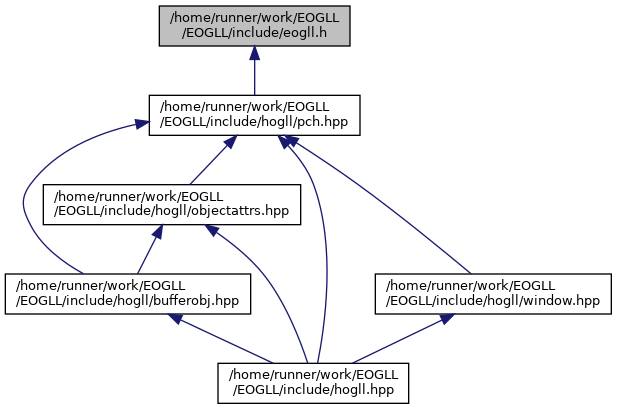 /home/runner/work/EOGLL
/EOGLL/include/eogll.h
/home/runner/work/EOGLL
/EOGLL/include/hogll/pch.hpp
/home/runner/work/EOGLL
/EOGLL/include/hogll/objectattrs.hpp
/home/runner/work/EOGLL
/EOGLL/include/hogll/bufferobj.hpp
/home/runner/work/EOGLL
/EOGLL/include/hogll/window.hpp
/home/runner/work/EOGLL
/EOGLL/include/hogll.hpp